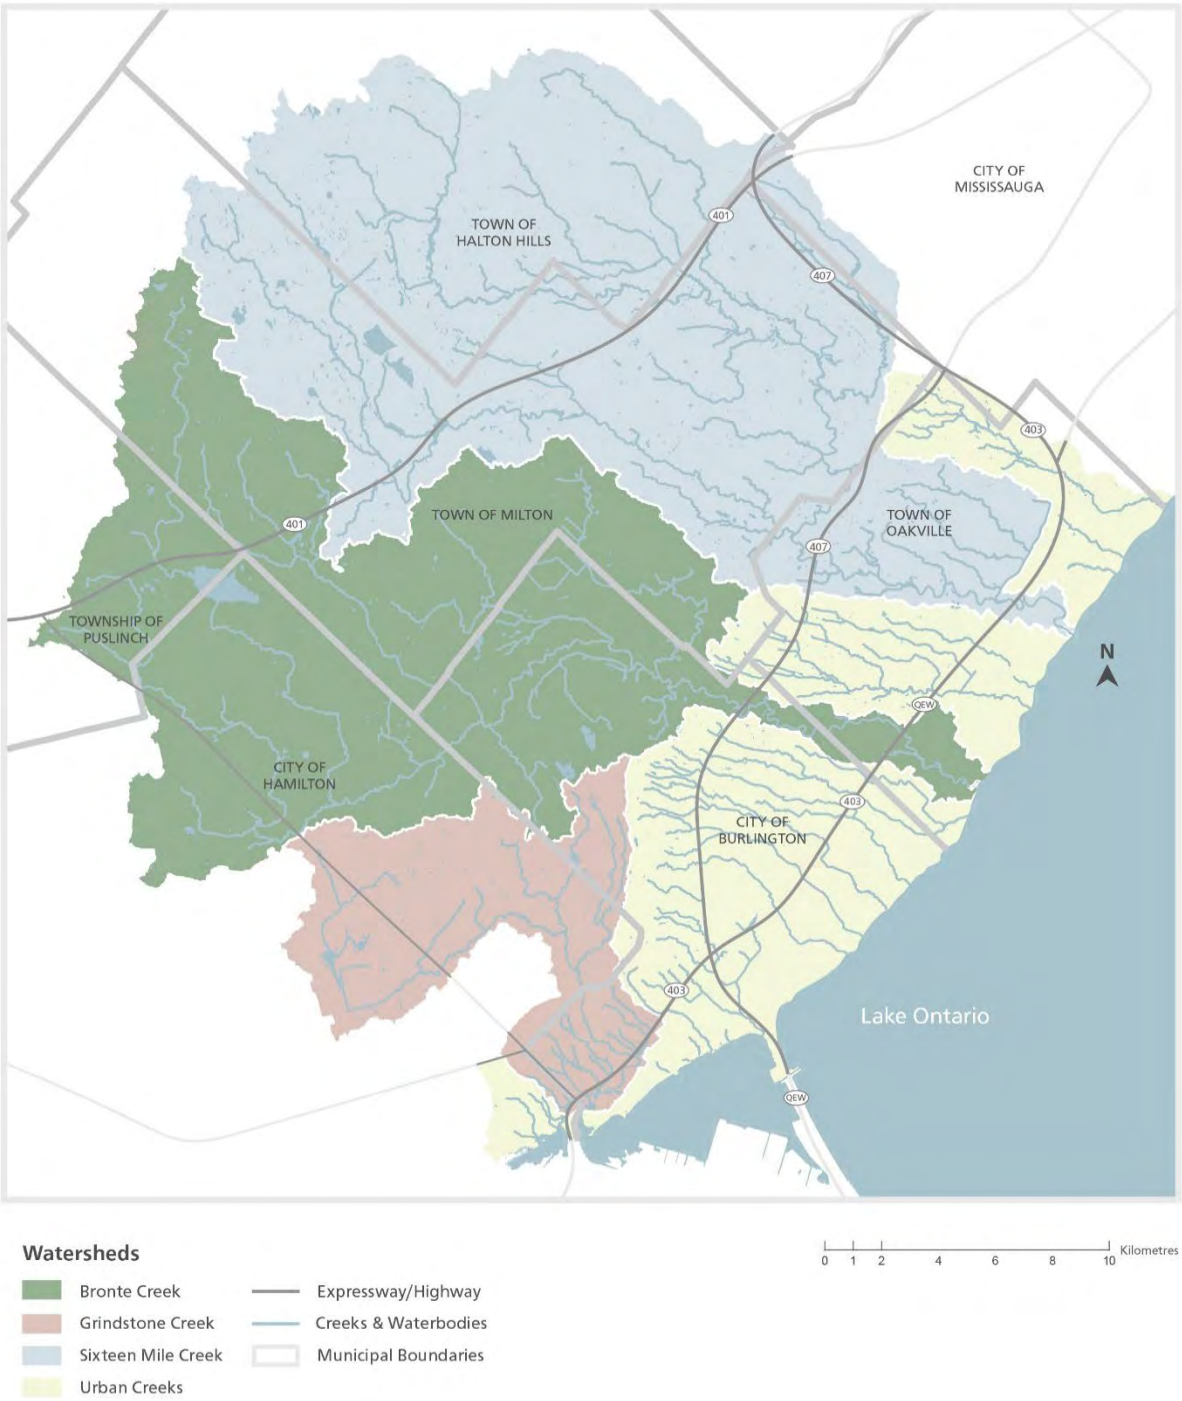 CITY OF
MISSISSAUGA
401
TOWN OF
HALTON HILLS
407
403
TOWN OF MILTON
TOWN OF
OAKVILLE
401
407
TOWNSHIP OF
PUSLINCH
N
QEW
CITY OF
HAMILTON
403
CITY OF
BURLINGTON
403
Lake Ontario
QEW
Watersheds
Bronte Creek
Grindstone Creek
Sixteen Mile Creek
Urban Creeks
Expressway/Highway
Creeks & Waterbodies
Municipal Boundaries
Kilometres
0 1 2 4 6 8 10